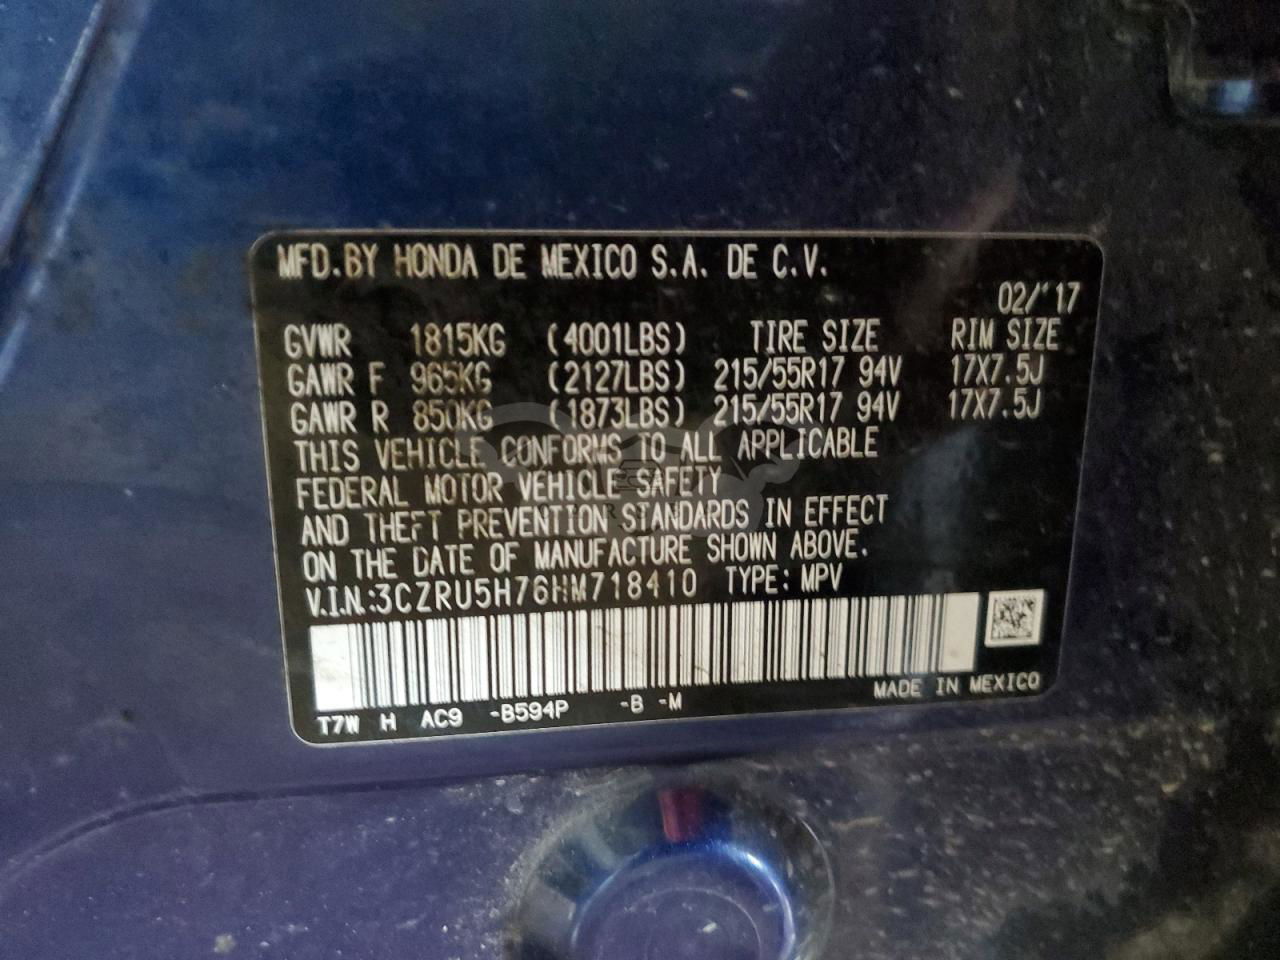 MFD.BY HONDA DE MEXICO S.A. DE C.V.
02/'17
GVWR 1815KG (4001LBS) TIRE SIZE RIM SIZE
GAWR F 965KG (2127LBS) 215/55R17 94V 17X7.5J
GAWR R 850KG (1873LBS) 215/55R17 94V 17X7.5J
THIS VEHICLE CONFORMS TO ALL APPLICABLE
FEDERAL MOTOR VEHICLE SAFETY
AND THEFT PREVENTION STANDARDS IN EFFECT
ON THE DATE OF MANUFACTURE SHOWN ABOVE.
V.I.N.:3CZRU5H76HM718410 TYPE: MPV
MADE IN MEXICO
T7W H AC9 -B594P -B -M